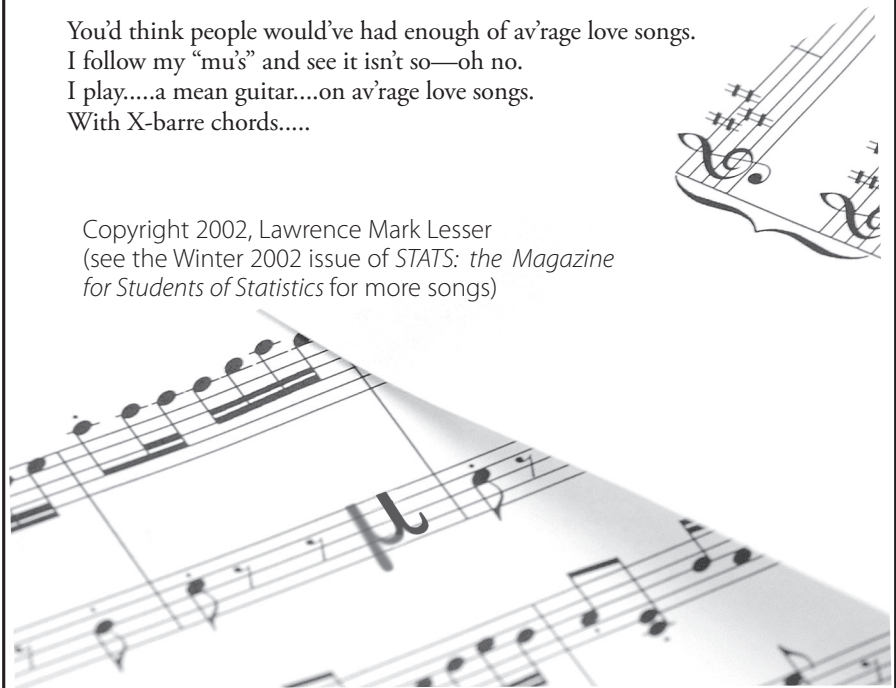 You’d think people would’ve had enough of av’rage love songs.
I follow my “mu’s” and see it isn’t so—oh no.
I play.....a mean guitar....on av’rage love songs.
With X-barre chords.....
Copyright 2002, Lawrence Mark Lesser
(see the Winter 2002 issue of STATS: the Magazine
for Students of Statistics for more songs)
μ